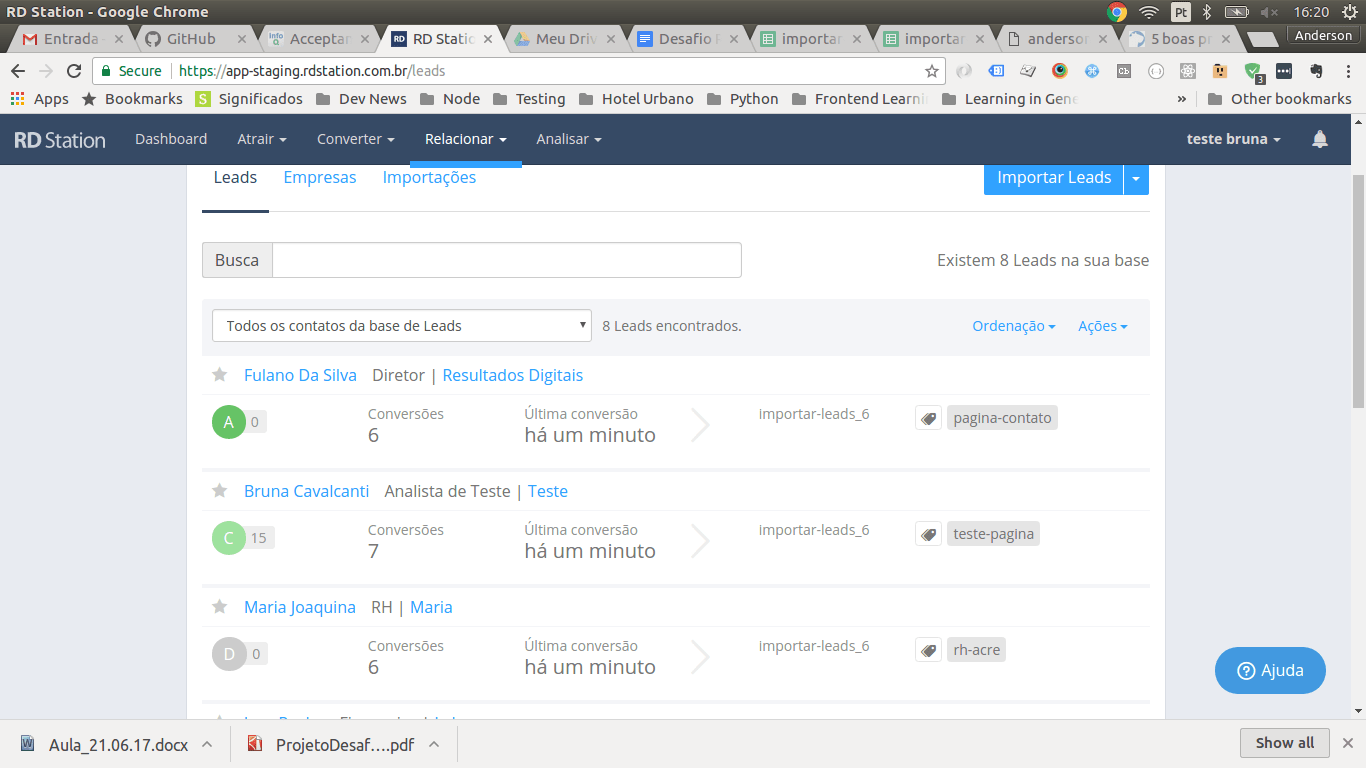 RD Station - Google Chrome
Pt
16:20
Entrada
GitHub
Acceptan
RD Static
Meu Driv
Desafio
importar
importar
anderson
5 boas pr
Anderson
Secure
https://app-staging.rdstation.com.br/leads
3
Apps
Bookmarks
Significados
Dev News
Node
Testing
Hotel Urbano
Python
Frontend Learni
Learning in Gene
»
Other bookmarks
RD Station
Dashboard
Atrair
Converter
Relacionar
Analisar
teste bruna
Leads
Empresas
Importações
Importar Leads
Busca
Existem 8 Leads na sua base
Todos os contatos da base de Leads
8 Leads encontrados.
Ordenação
Ações
Fulano Da Silva Diretor | Resultados Digitais
A 0
Conversões
6
Última conversão
há um minuto
importar-leads_6
pagina-contato
Bruna Cavalcanti Analista de Teste | Teste
C 15
Conversões
7
Última conversão
há um minuto
importar-leads_6
teste-pagina
Maria Joaquina RH | Maria
D 0
Conversões
6
Última conversão
há um minuto
importar-leads_6
rh-acre
Ajuda
Aula_21.06.17.docx
ProjetoDesaf....pdf
Show all